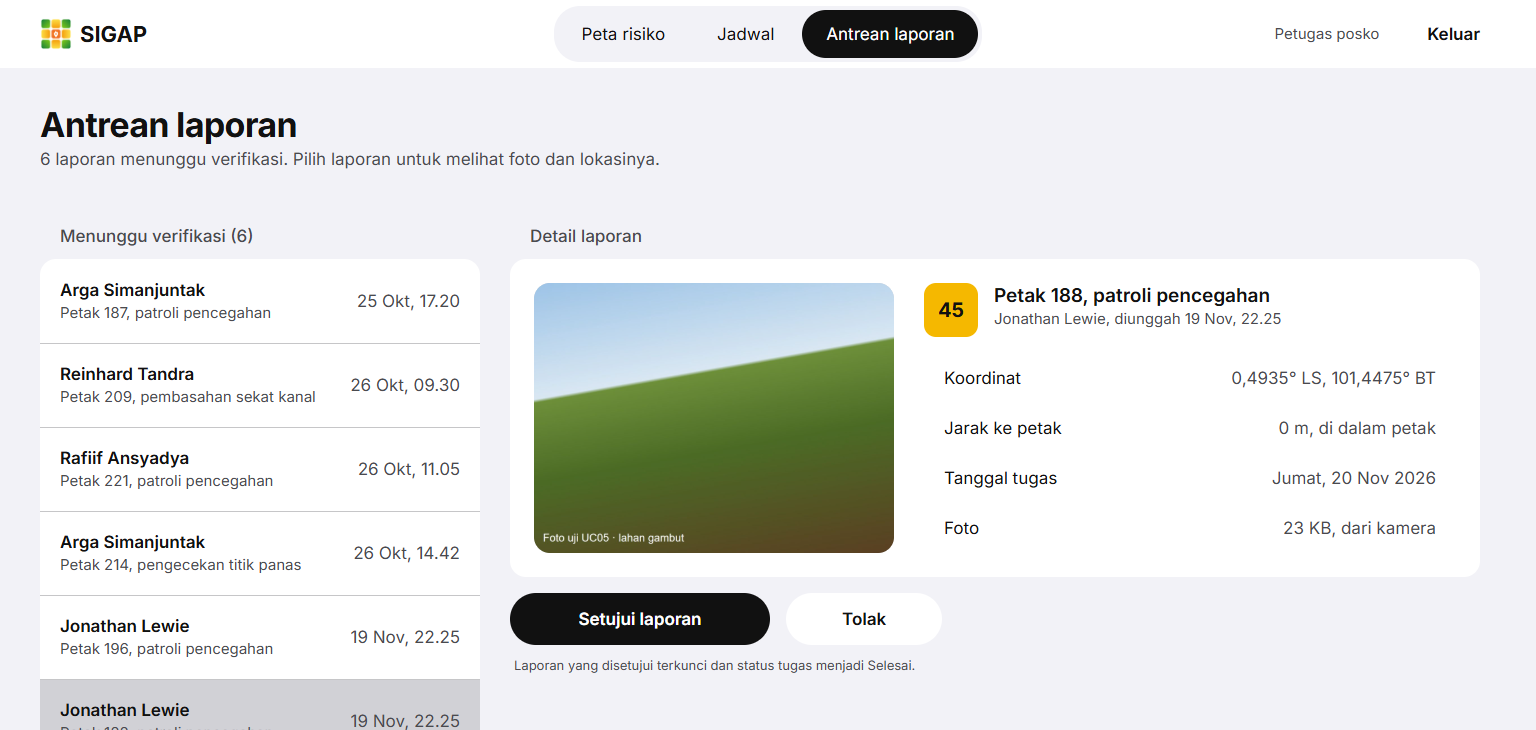 SIGAP
Peta risiko
Jadwal
Antrean laporan
Petugas posko
Keluar
Antrean laporan
6 laporan menunggu verifikasi. Pilih laporan untuk melihat foto dan lokasinya.
Menunggu verifikasi (6)
Arga Simanjuntak
Petak 187, patroli pencegahan
25 Okt, 17.20
Reinhard Tandra
Petak 209, pembasahan sekat kanal
26 Okt, 09.30
Rafiif Ansyadya
Petak 221, patroli pencegahan
26 Okt, 11.05
Arga Simanjuntak
Petak 214, pengecekan titik panas
26 Okt, 14.42
Jonathan Lewie
Petak 196, patroli pencegahan
19 Nov, 22.25
Jonathan Lewie
19 Nov, 22.25
Detail laporan
Foto uji UC05 · lahan gambut
45
Petak 188, patroli pencegahan
Jonathan Lewie, diunggah 19 Nov, 22.25
Koordinat
0,4935° LS, 101,4475° BT
Jarak ke petak
0 m, di dalam petak
Tanggal tugas
Jumat, 20 Nov 2026
Foto
23 KB, dari kamera
Setujui laporan
Tolak
Laporan yang disetujui terkunci dan status tugas menjadi Selesai.